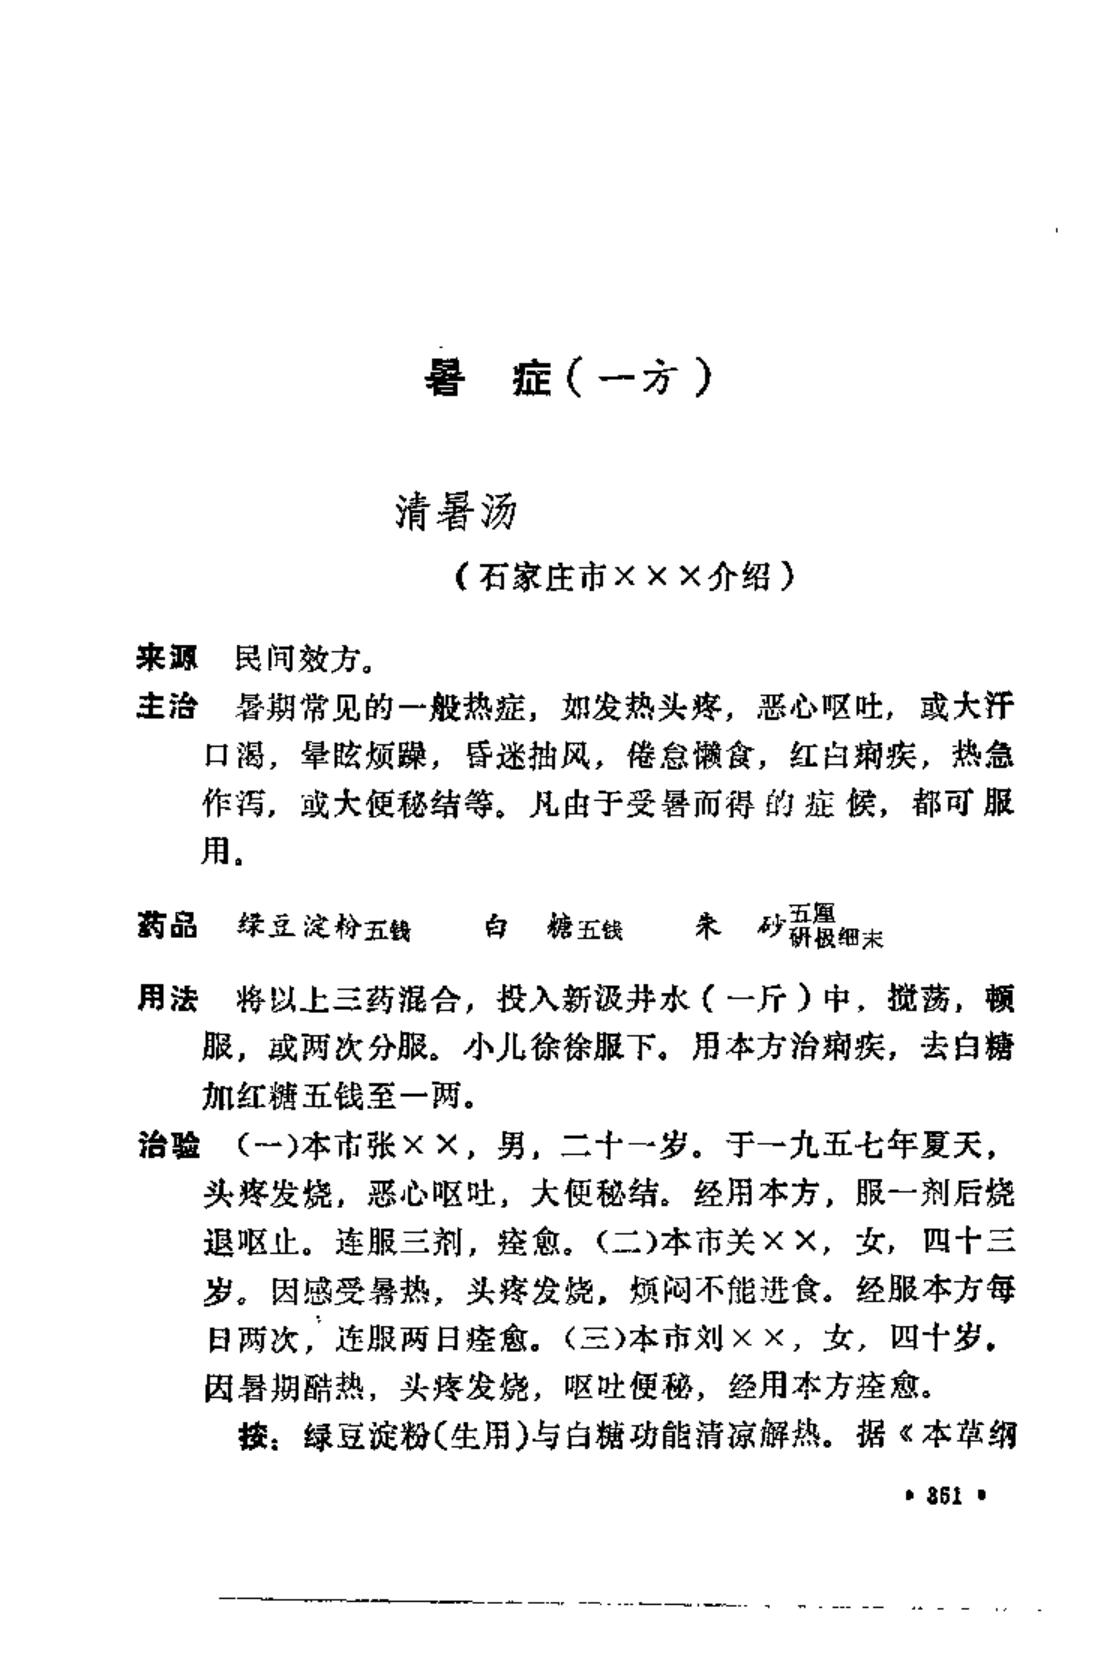 暑　症（一方）
清暑汤
（石家庄市×××介绍）
来源　民间效方。
主治　暑期常见的一般热症，如发热头疼，恶心呕吐，或大汗
口渴，晕眩烦躁，昏迷抽风，倦怠懒食，红白痢疾，热急
作泻，或大便秘结等。凡由于受暑而得的症候，都可服
用。
药品　绿豆淀粉五钱　白　糖五钱　朱　砂五厘研极细末
用法　将以上三药混合，投入新汲井水（一斤）中，搅荡，顿
服，或两次分服。小儿徐徐服下。用本方治痢疾，去白糖
加红糖五钱至一两。
治验　（一）本市张××，男，二十一岁。于一九五七年夏天，
头疼发烧，恶心呕吐，大便秘结。经用本方，服一剂后烧
退呕止。连服三剂，痊愈。（二）本市关××，女，四十三
岁。因感受暑热，头疼发烧，烦闷不能进食。经服本方每
日两次，连服两日痊愈。（三）本市刘××，女，四十岁。
因暑期酷热，头疼发烧，呕吐便秘，经用本方痊愈。
按：绿豆淀粉（生用）与白糖功能清凉解热。据《本草纲
• 351 •